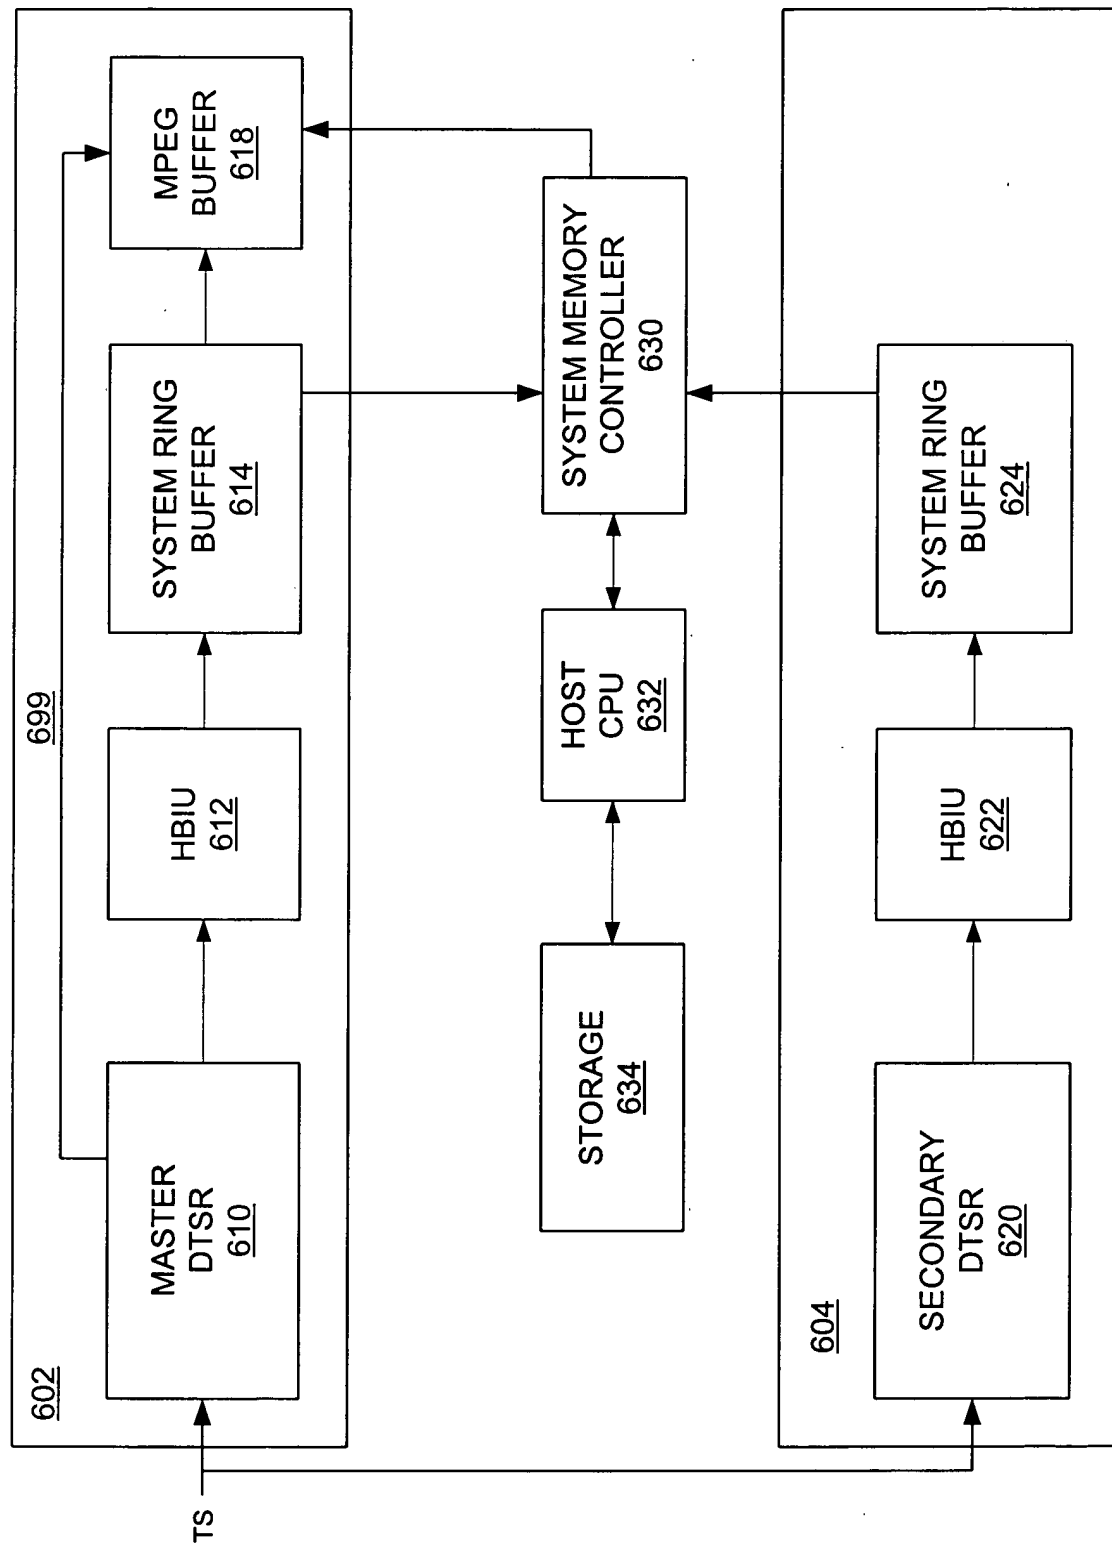 602
699
TS
MASTER
DTSR
610
HBIU
612
SYSTEM RING
BUFFER
614
MPEG
BUFFER
618
STORAGE
634
HOST
CPU
632
SYSTEM MEMORY
CONTROLLER
630
604
SECONDARY
DTSR
620
HBIU
622
SYSTEM RING
BUFFER
624